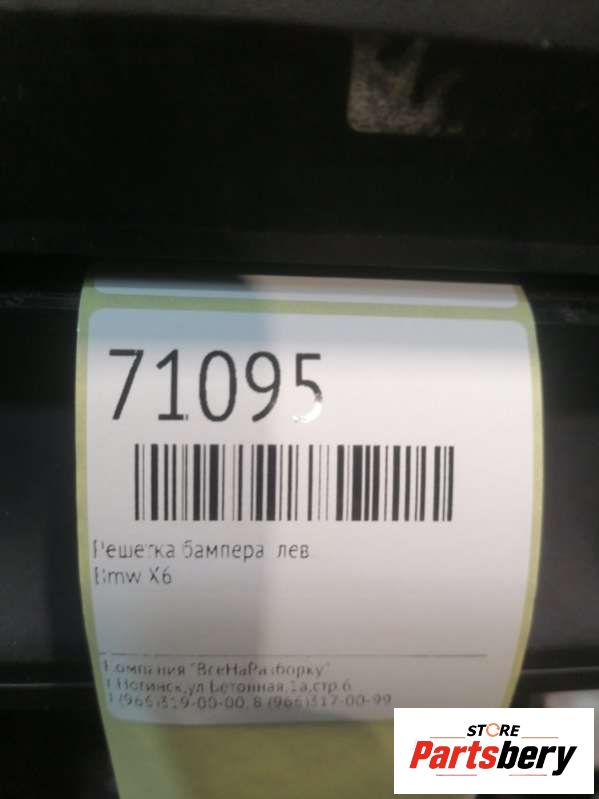 71095
Решетка бампера лев
Bmw X6
Компания "ВсеНаРазборку"
г.Ногинск,ул.Бетонная,1а,стр.6
8 (966)319-00-00, 8 (966)317-00-99
STORE
Partsbery